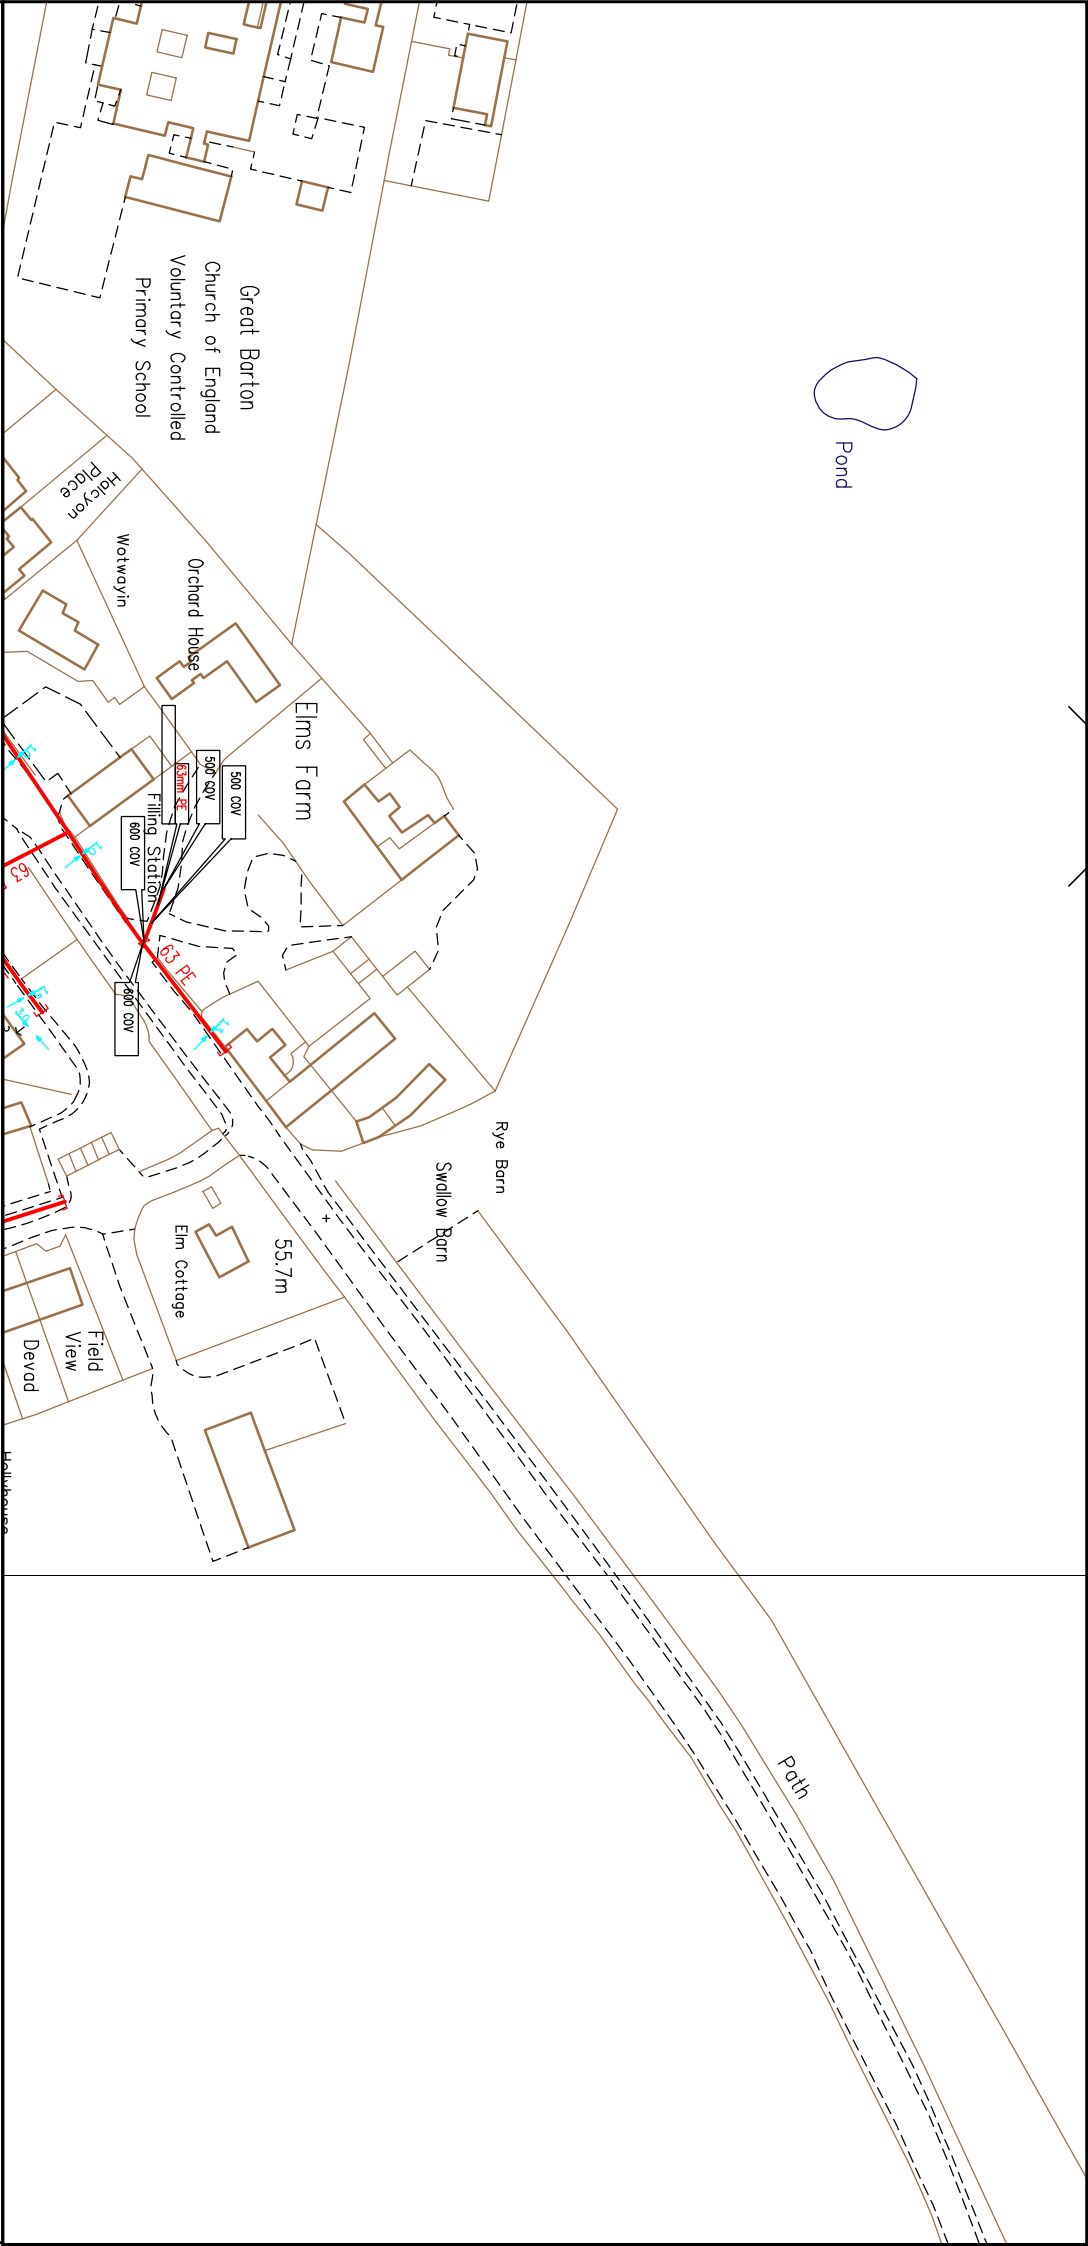 Great Barton
Church of England
Voluntary Controlled
Primary School
Pond
Halcyon
Place
Wotwayin
Orchard House
Elms Farm
63mm PE
500 COV
500 COV
Filling Station
600 COV
63
63 PE
600 COV
Rye Barn
Swallow Barn
55.7m
Elm Cottage
Field
View
Devad
Hollyhouse
Path